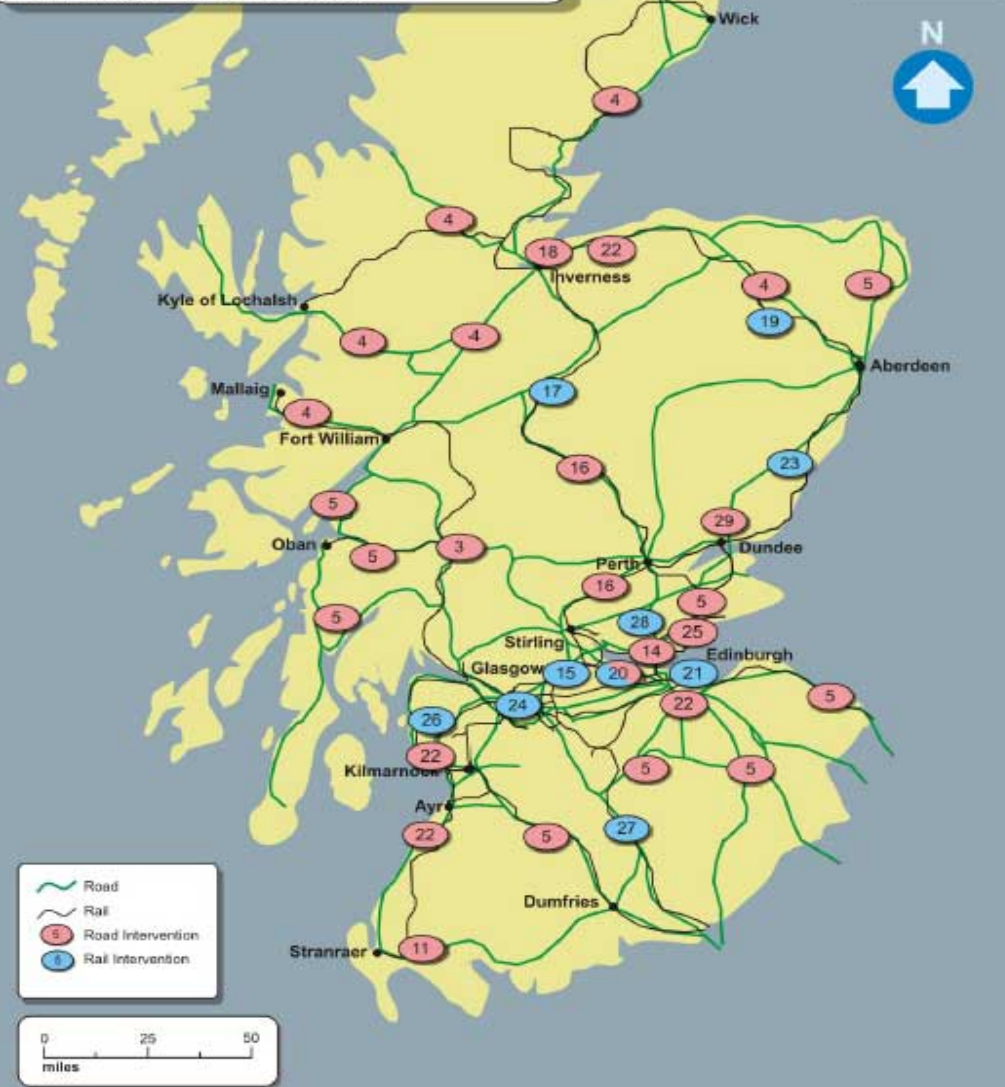 Wick
N
4
4
18
22
Inverness
4
5
Kyle of Lochalsh
19
4
4
Aberdeen
Mallaig
17
4
Fort William
16
23
5
29
Oban
5
3
Dundee
Perth
16
5
5
28
25
Stirling
14
Edinburgh
Glasgow
15
20
21
5
26
24
22
22
Kilmarnock
5
5
Ayr
22
5
27
Dumfries
Stranraer
11
Road
Rail
5 Road Intervention
5 Rail Intervention
0 25 50
miles